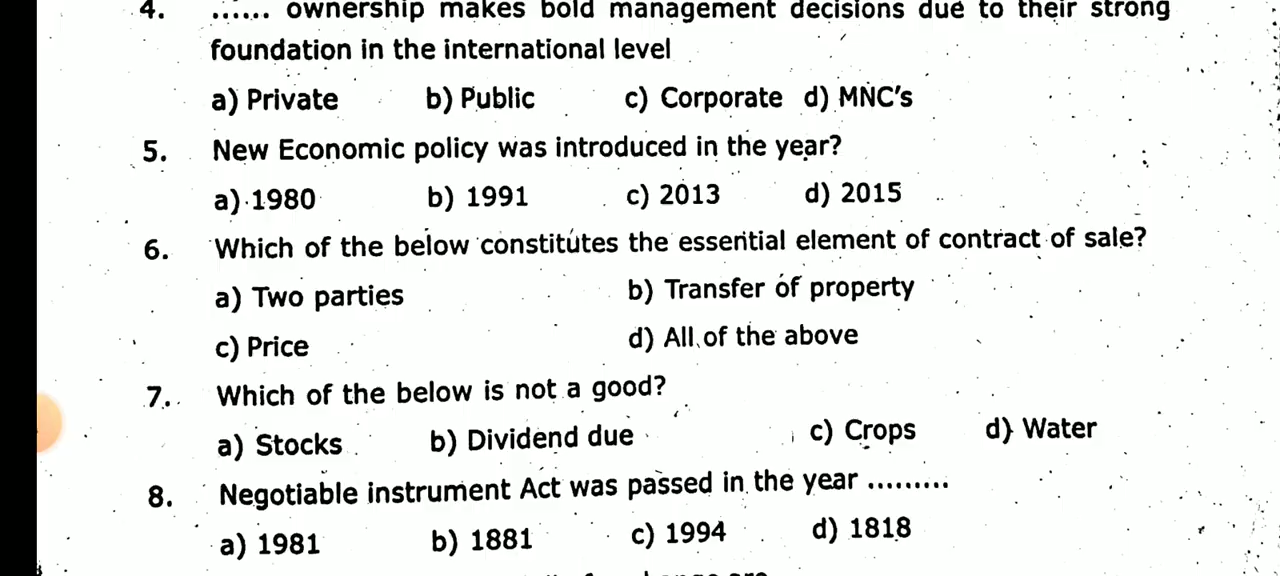 4. ...... ownership makes bold management decisions due to their strong
foundation in the international level
a) Private b) Public c) Corporate d) MNC's
5. New Economic policy was introduced in the year?
a) 1980 b) 1991 c) 2013 d) 2015
6. Which of the below constitutes the essential element of contract of sale?
a) Two parties b) Transfer of property
c) Price d) All of the above
7. Which of the below is not a good?
a) Stocks b) Dividend due c) Crops d) Water
8. Negotiable instrument Act was passed in the year .........
a) 1981 b) 1881 c) 1994 d) 1818